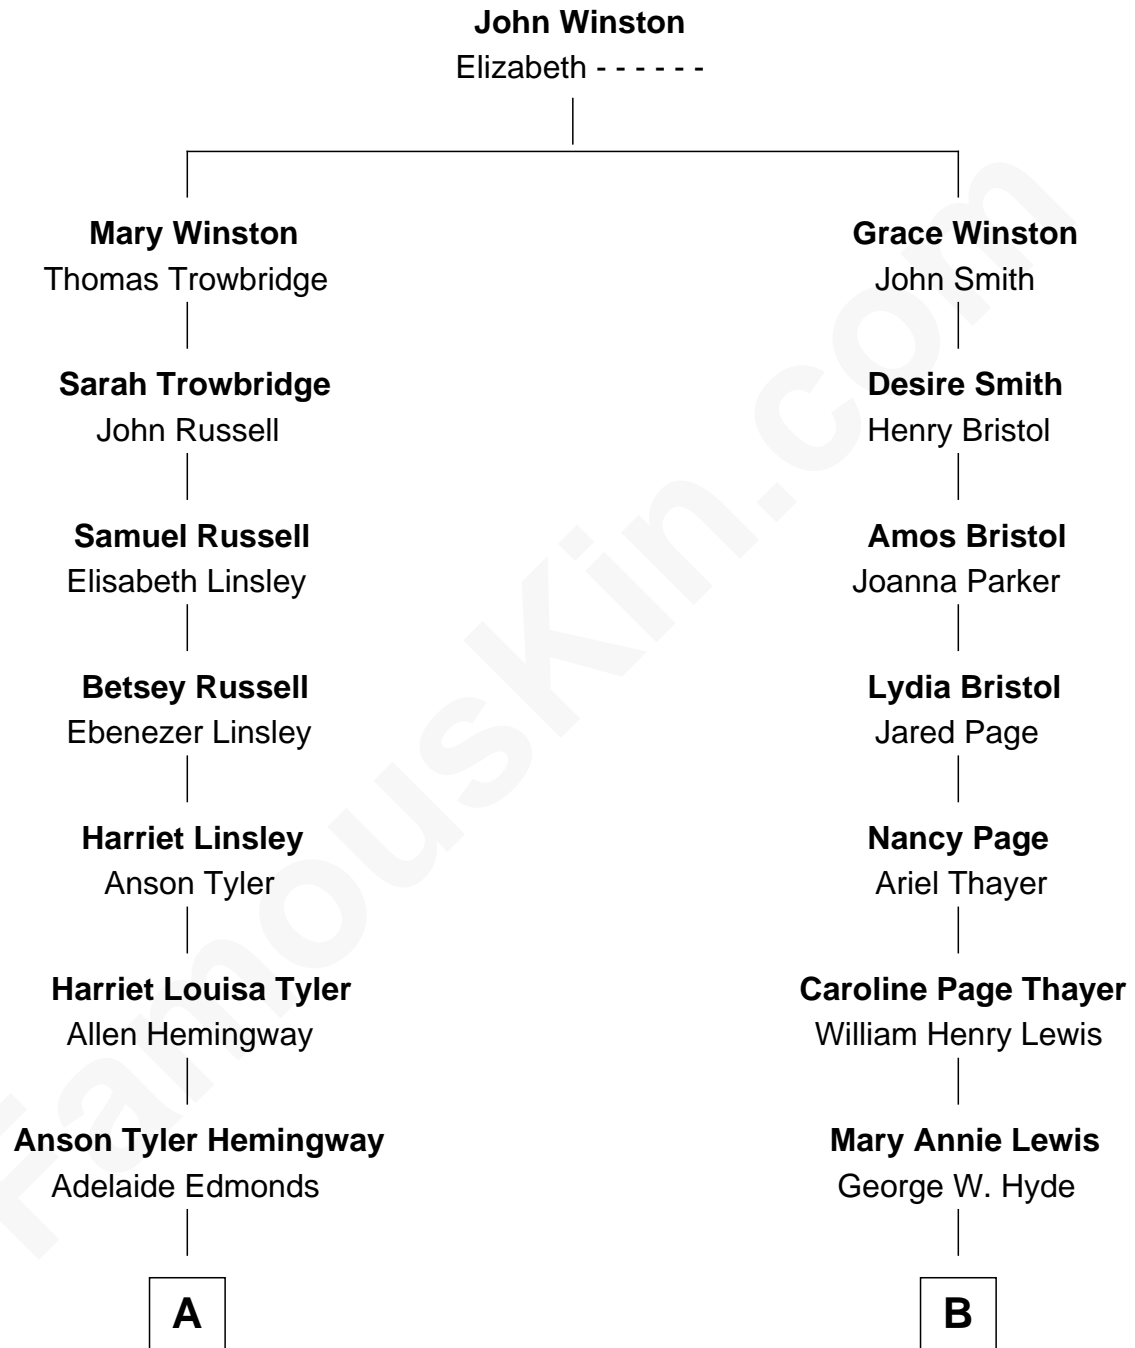 John Winston
Elizabeth - - - - - -
Mary Winston
Thomas Trowbridge
Grace Winston
John Smith
Sarah Trowbridge
John Russell
Desire Smith
Henry Bristol
Samuel Russell
Elisabeth Linsley
Amos Bristol
Joanna Parker
Betsey Russell
Ebenezer Linsley
Lydia Bristol
Jared Page
Harriet Linsley
Anson Tyler
Nancy Page
Ariel Thayer
Harriet Louisa Tyler
Allen Hemingway
Caroline Page Thayer
William Henry Lewis
Anson Tyler Hemingway
Adelaide Edmonds
Mary Annie Lewis
George W. Hyde
A
B
FamousKin.com